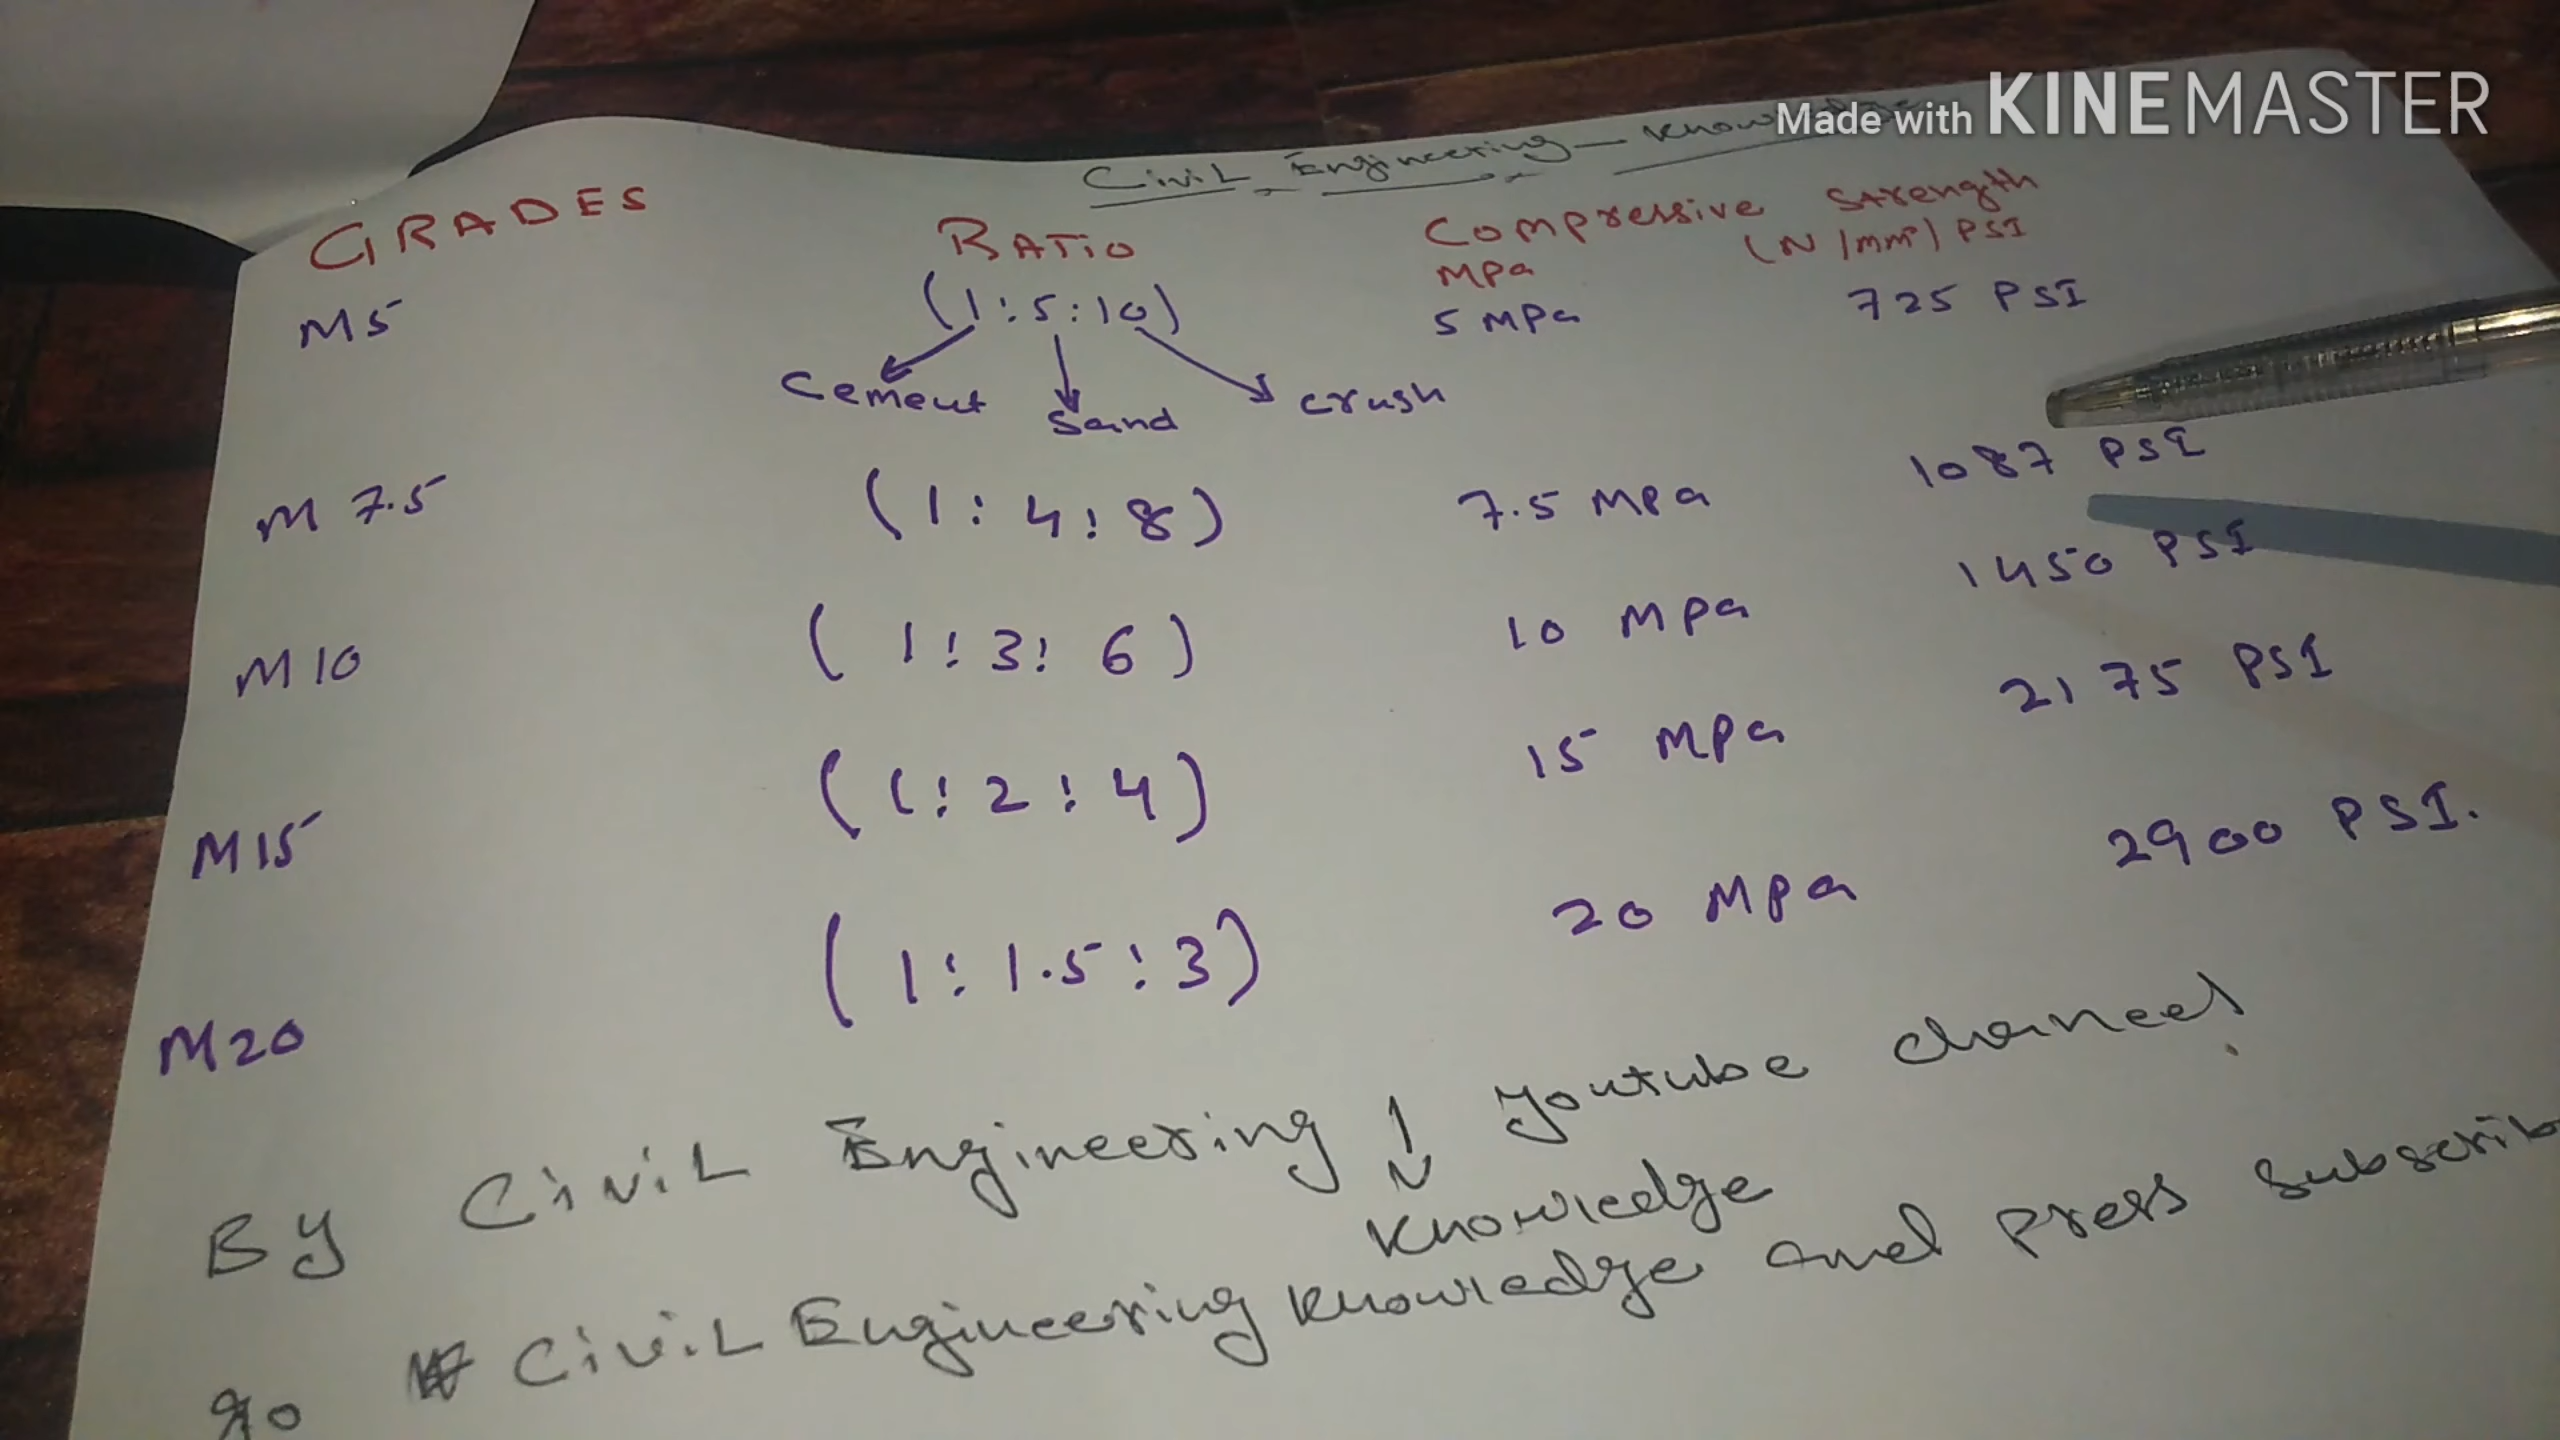 Made with KINEMASTER
Civil Engineering - Knowledge
GRADES RATIO Compressive Strength
MPa (N/mm²) PSI
M5 (1:5:10) 5 MPa 725 PSI
Cement Sand crush
M 7.5 (1:4:8) 7.5 MPa 1087 PSI
M10 (1:3:6) 10 MPa 1450 PSI
M15 (1:2:4) 15 MPa 2175 PSI
M20 (1:1.5:3) 20 MPa 2900 PSI.
By Civil Engineering Youtube channel
Knowledge
Civil Engineering Knowledge and press subscrib